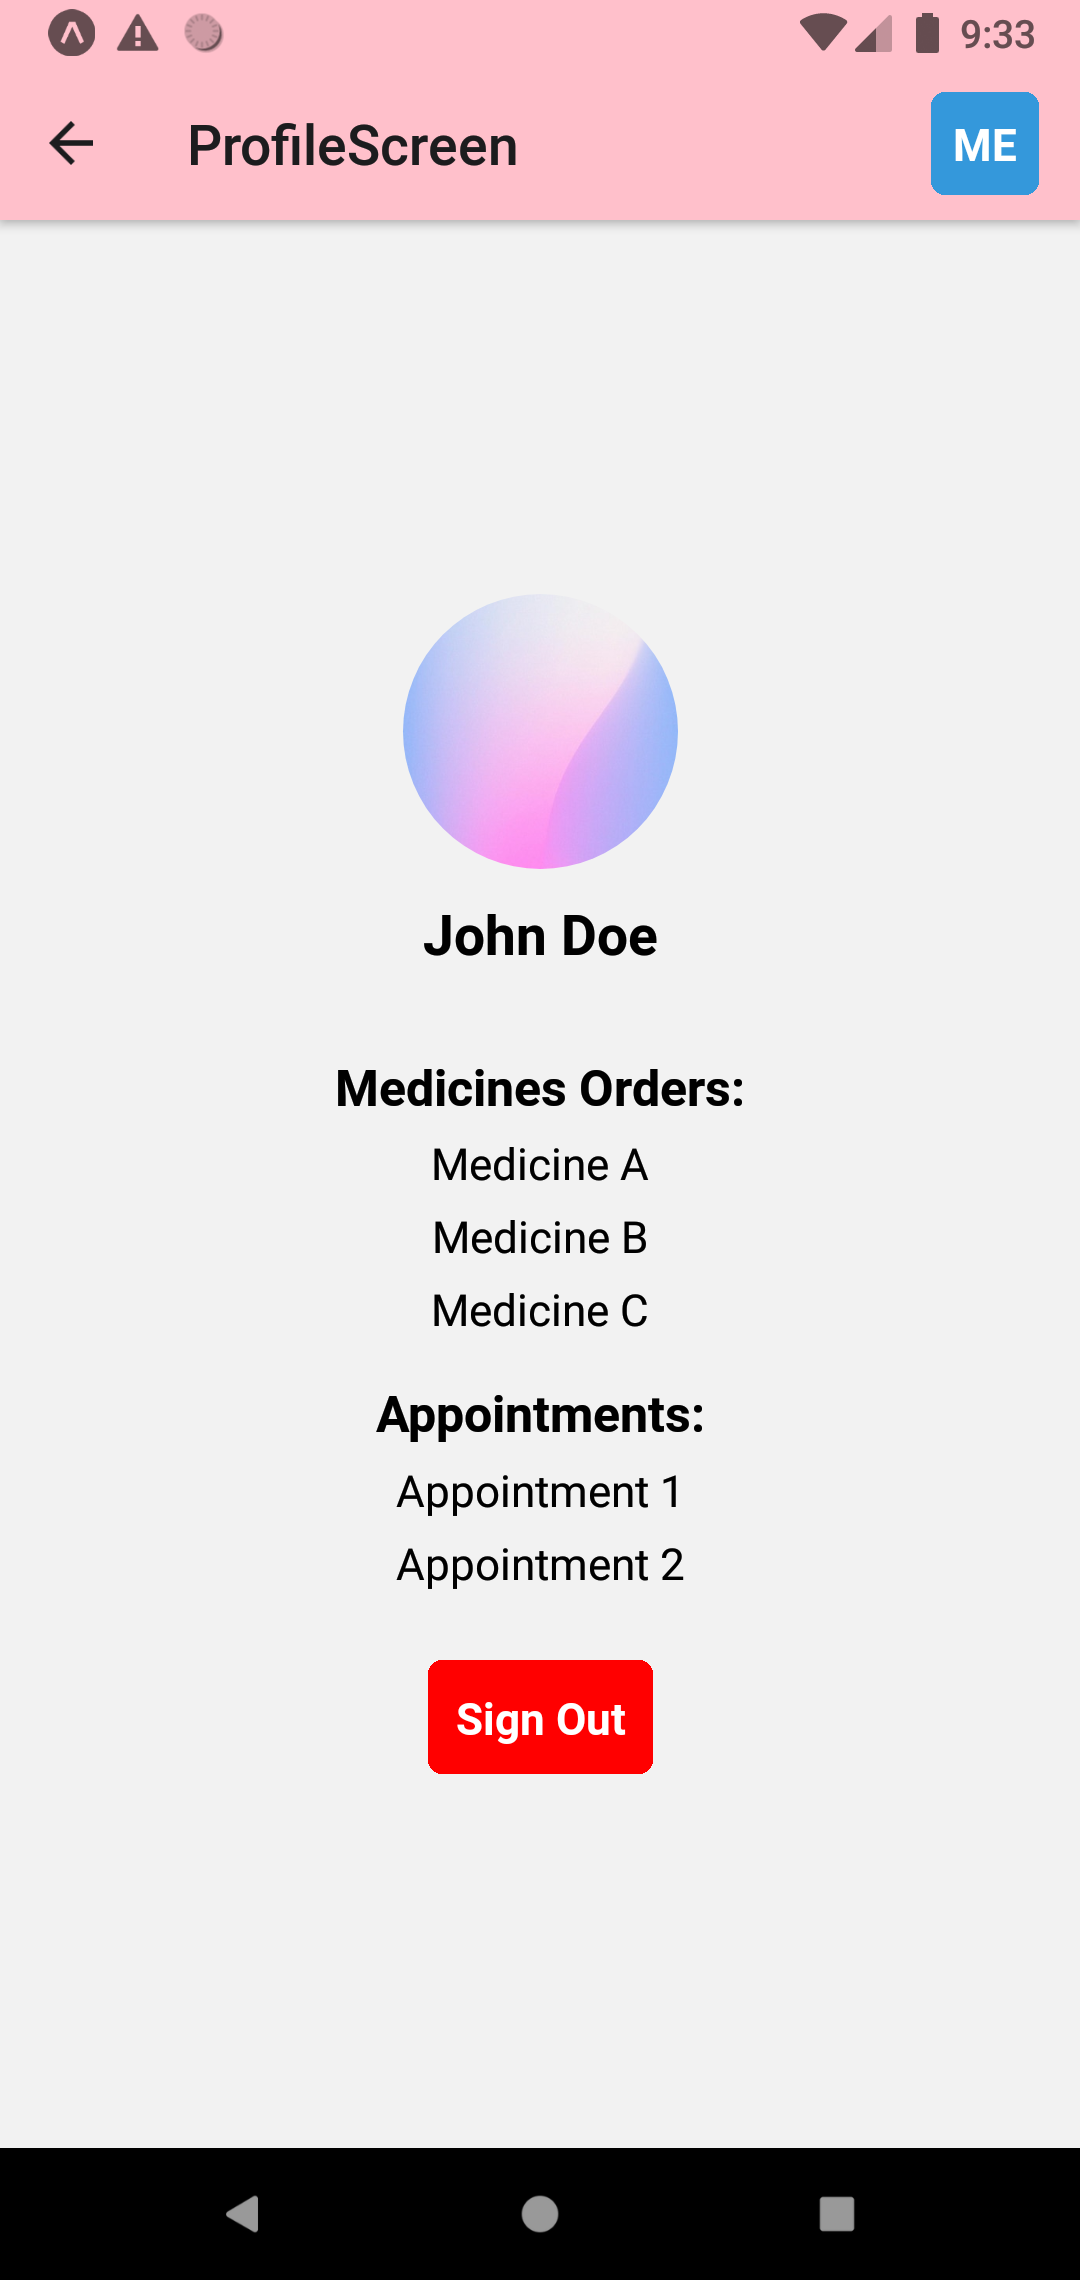 9:33
ProfileScreen
ME
John Doe
Medicines Orders:
Medicine A
Medicine B
Medicine C
Appointments:
Appointment 1
Appointment 2
Sign Out